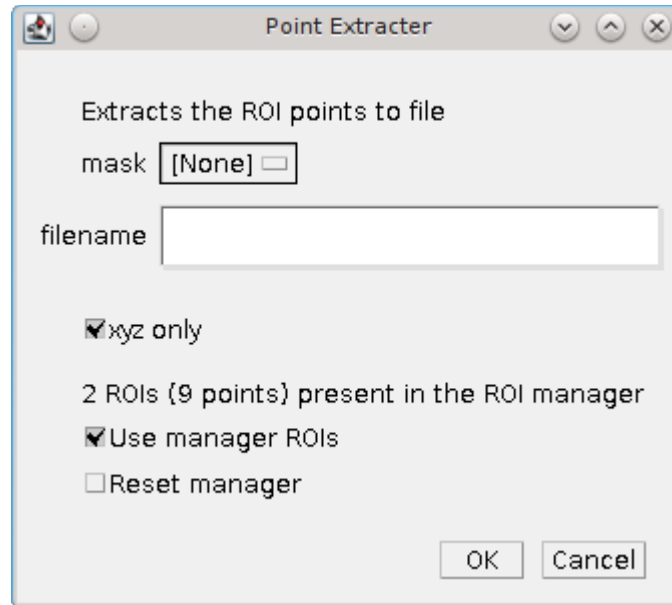 Point Extracter
Extracts the ROI points to file
mask [None]
filename
xyz only
2 ROIs (9 points) present in the ROI manager
Use manager ROIs
Reset manager
OK Cancel